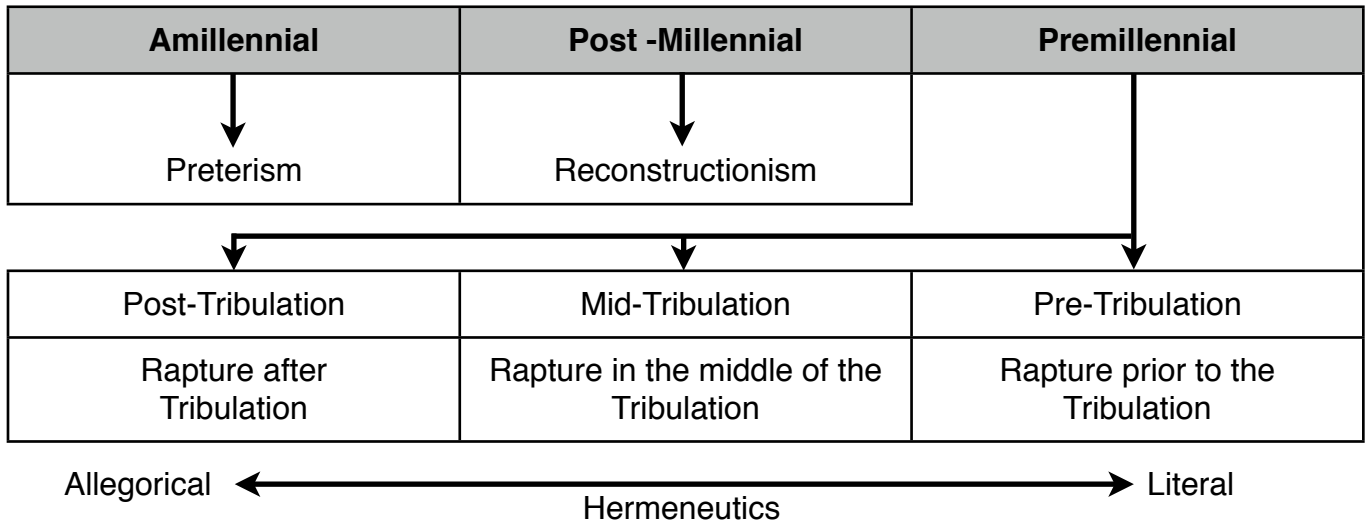 Amillennial
Post -Millennial
Premillennial
Preterism
Reconstructionism
Post-Tribulation
Mid-Tribulation
Pre-Tribulation
Rapture after
Tribulation
Rapture in the middle of the
Tribulation
Rapture prior to the
Tribulation
Allegorical
Hermeneutics
Literal